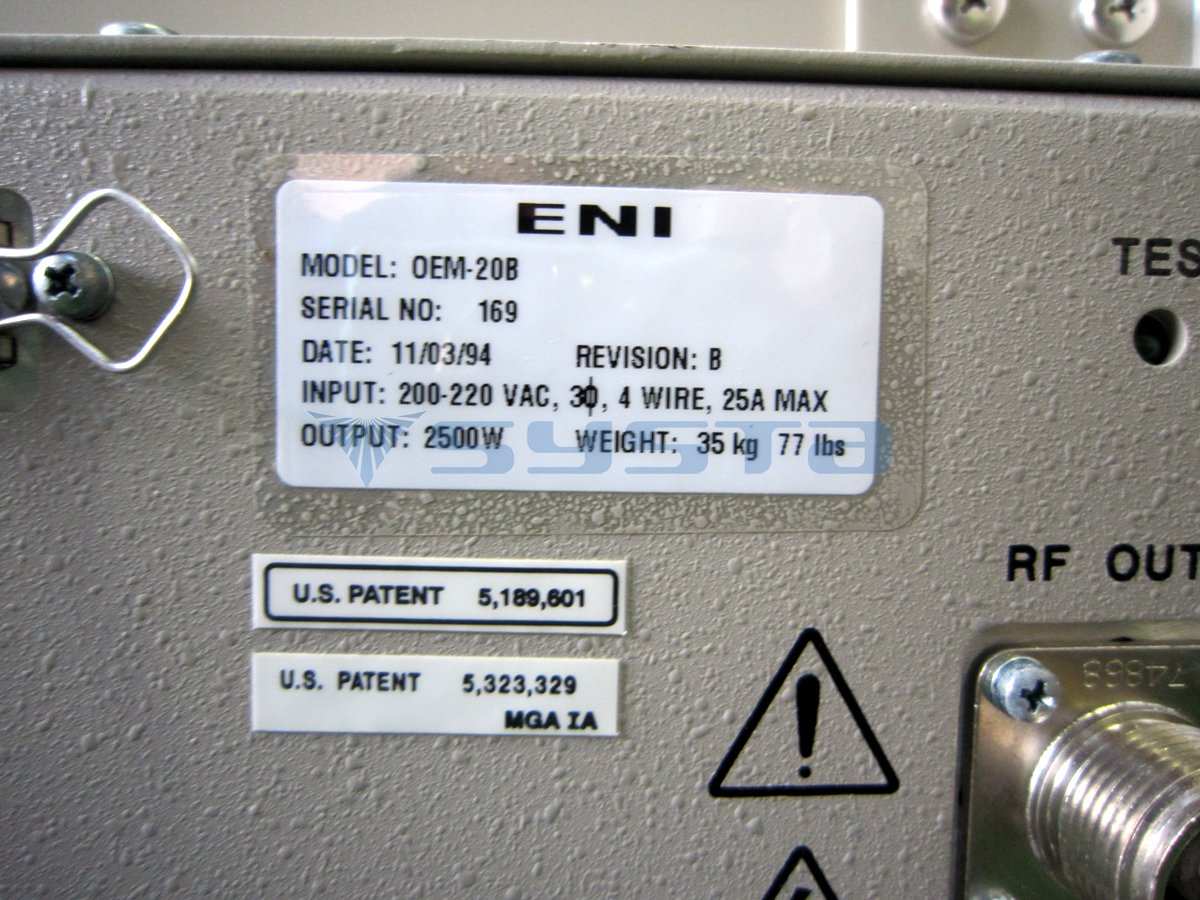 ENI
MODEL: OEM-20B
SERIAL NO: 169
DATE: 11/03/94 REVISION: B
INPUT: 200-220 VAC, 3ϕ, 4 WIRE, 25A MAX
OUTPUT: 2500W WEIGHT: 35 kg 77 lbs
SYSTA
U.S. PATENT 5,189,601
U.S. PATENT 5,323,329
MGA IA
TES
RF OUT
74868